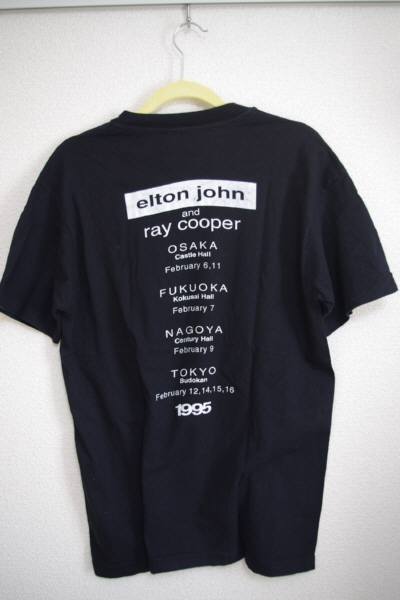 elton john
and
ray cooper
OSAKA
Castle Hall
February 6,11
FUKUOKA
Kokusai Hall
February 7
NAGOYA
Century Hall
February 9
TOKYO
Budokan
February 12,14,15,16
1995